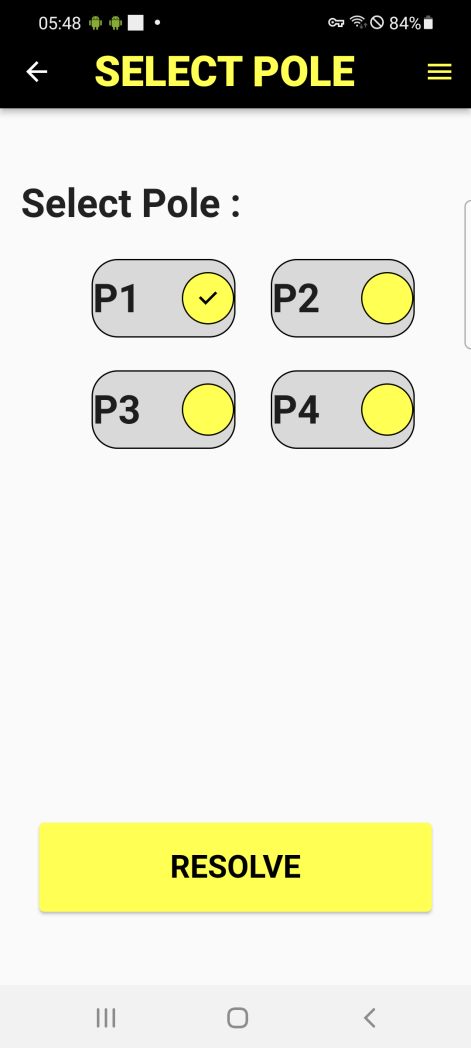 05:48 84%
SELECT POLE
Select Pole :
P1 P2
P3 P4
RESOLVE